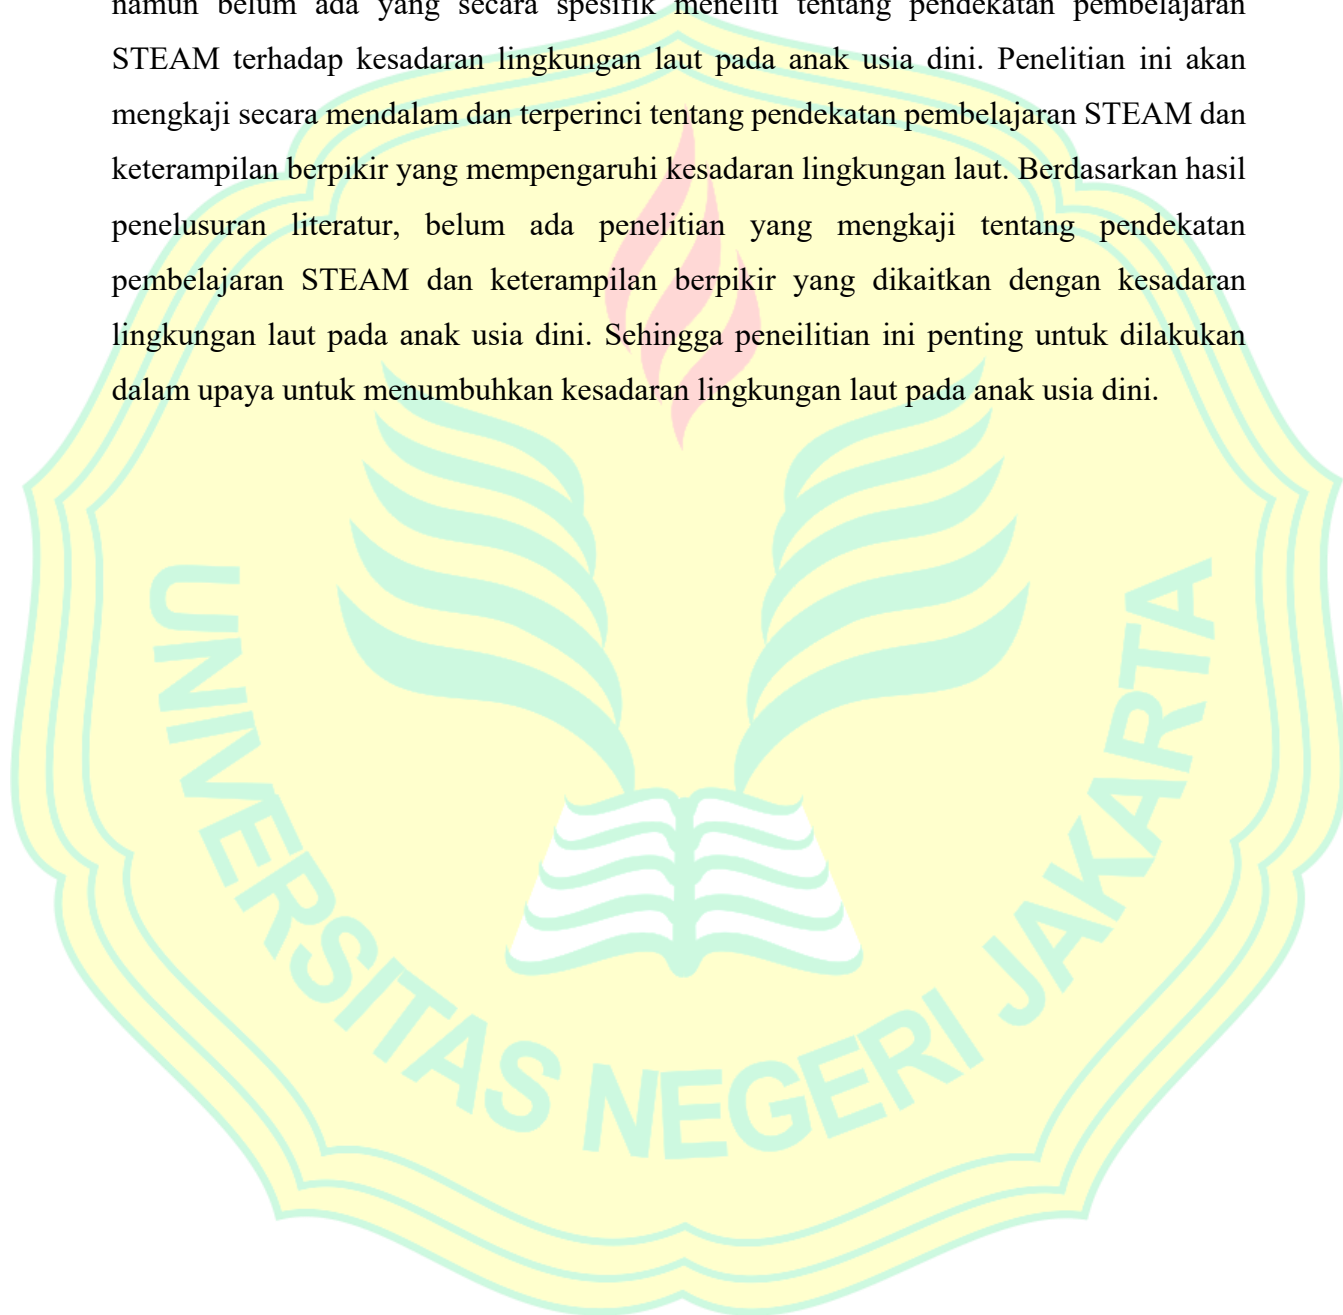 namun belum ada yang secara spesifik meneliti tentang pendekatan pembelajaran
STEAM terhadap kesadaran lingkungan laut pada anak usia dini. Penelitian ini akan
mengkaji secara mendalam dan terperinci tentang pendekatan pembelajaran STEAM dan
keterampilan berpikir yang mempengaruhi kesadaran lingkungan laut. Berdasarkan hasil
penelusuran literatur, belum ada penelitian yang mengkaji tentang pendekatan
pembelajaran STEAM dan keterampilan berpikir yang dikaitkan dengan kesadaran
lingkungan laut pada anak usia dini. Sehingga peneilitian ini penting untuk dilakukan
dalam upaya untuk menumbuhkan kesadaran lingkungan laut pada anak usia dini.
UNIVERSITAS NEGERI JAKARTA